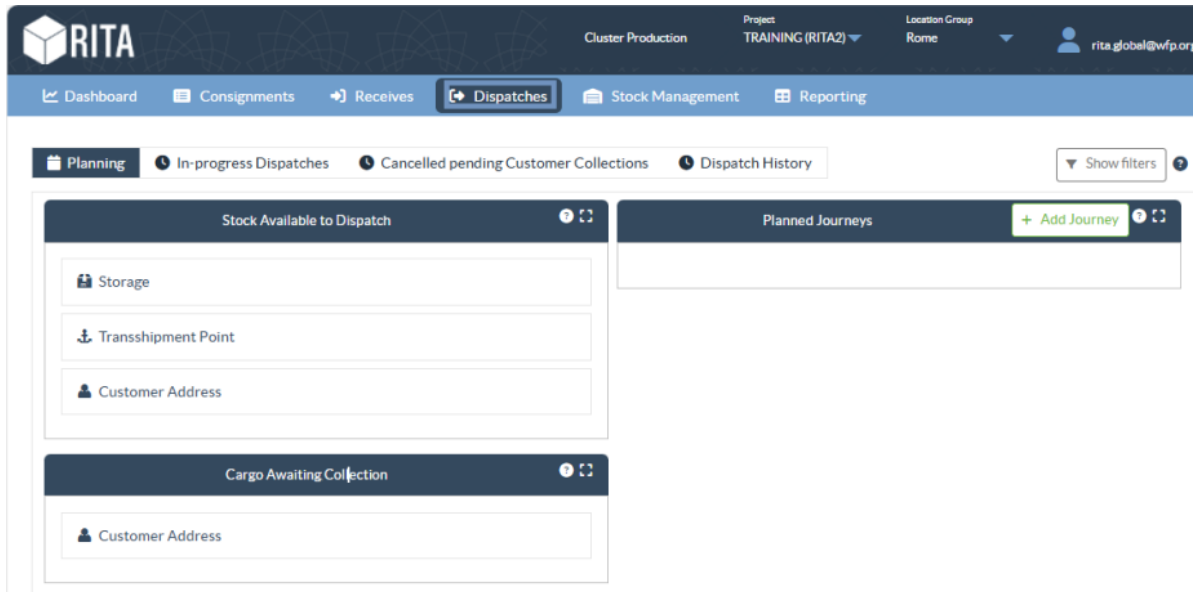 RITA
Cluster Production
Project
TRAINING (RITA2)
Location Group
Rome
rita.global@wfp.org
Dashboard
Consignments
Receives
Dispatches
Stock Management
Reporting
Planning
In-progress Dispatches
Cancelled pending Customer Collections
Dispatch History
Show filters
?
Stock Available to Dispatch
?
Storage
Transshipment Point
Customer Address
Planned Journeys
+ Add Journey
?
Cargo Awaiting Collection
?
Customer Address